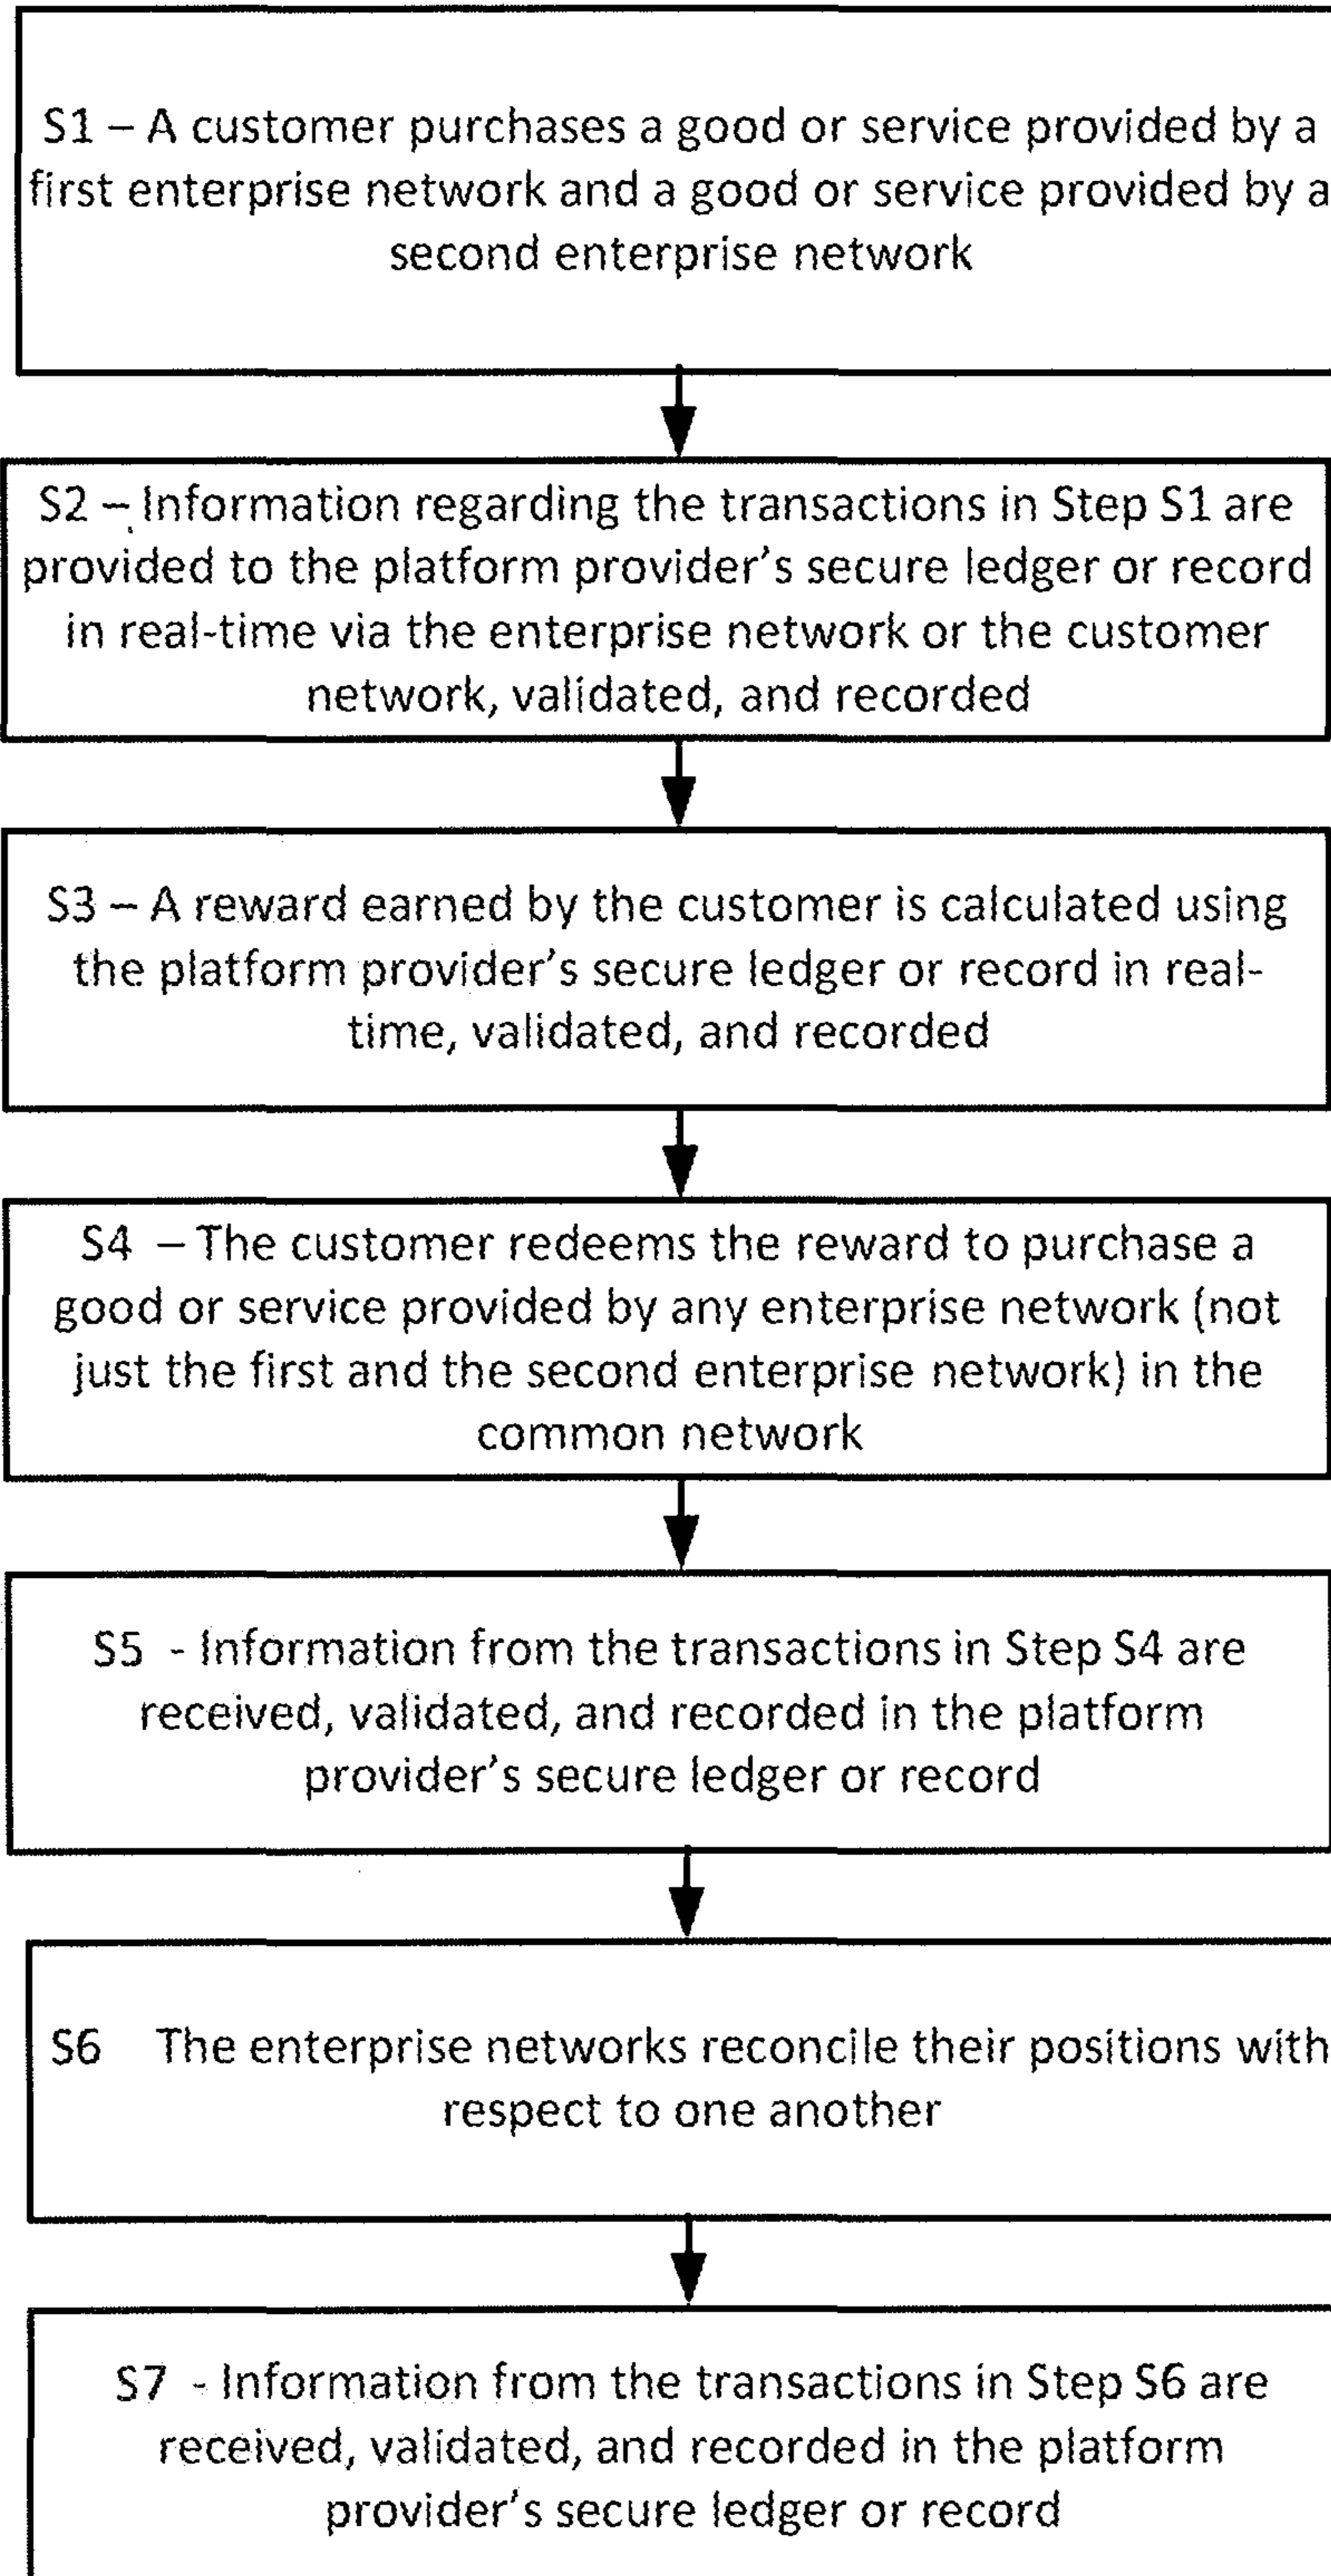 S1 – A customer purchases a good or service provided by a
first enterprise network and a good or service provided by a
second enterprise network
S2 – Information regarding the transactions in Step S1 are
provided to the platform provider's secure ledger or record
in real-time via the enterprise network or the customer
network, validated, and recorded
S3 – A reward earned by the customer is calculated using
the platform provider's secure ledger or record in real-
time, validated, and recorded
S4 – The customer redeems the reward to purchase a
good or service provided by any enterprise network (not
just the first and the second enterprise network) in the
common network
S5 - Information from the transactions in Step S4 are
received, validated, and recorded in the platform
provider's secure ledger or record
S6 The enterprise networks reconcile their positions with
respect to one another
S7 - Information from the transactions in Step S6 are
received, validated, and recorded in the platform
provider's secure ledger or record